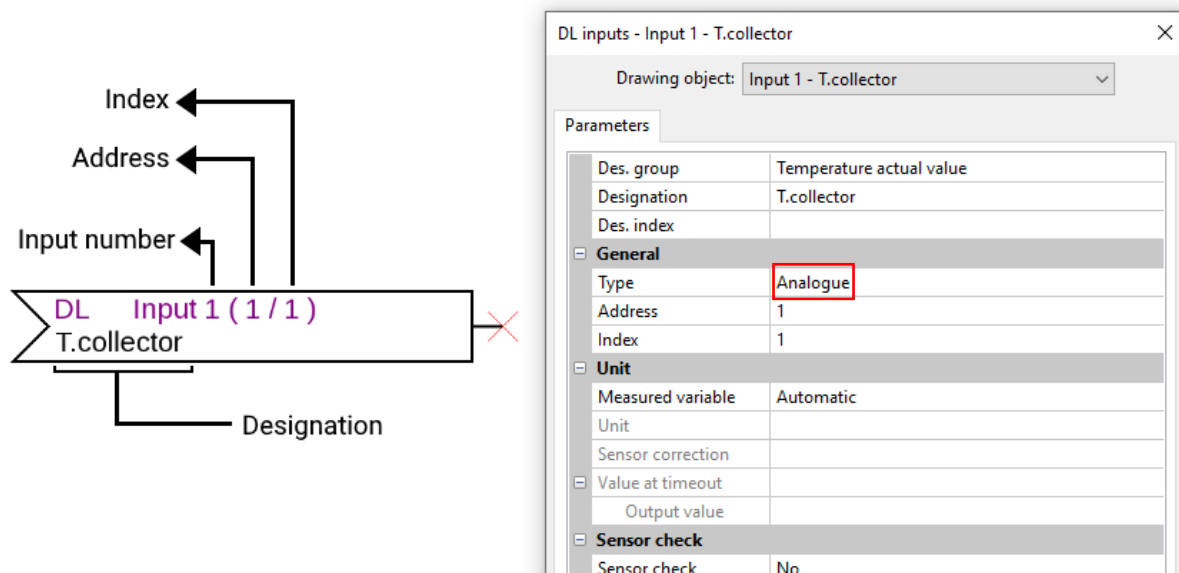 Index
Address
Input number
DL Input 1 ( 1 / 1 )
T.collector
Designation
DL inputs - Input 1 - T.collector
Drawing object: Input 1 - T.collector
Parameters
Des. group Temperature actual value
Designation T.collector
Des. index
General
Type Analogue
Address 1
Index 1
Unit
Measured variable Automatic
Unit
Sensor correction
Value at timeout
Output value
Sensor check
Sensor check No